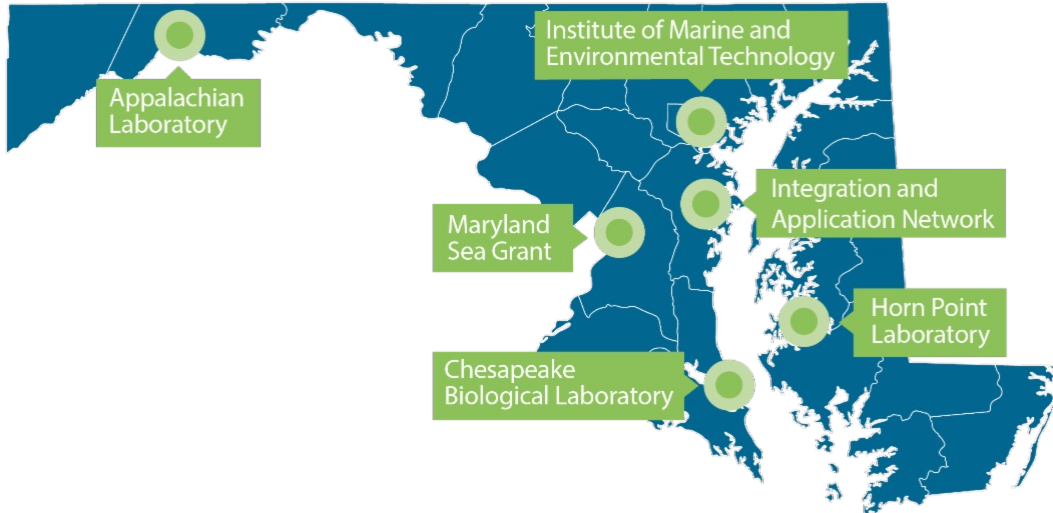 Institute of Marine and
Environmental Technology
Appalachian
Laboratory
Integration and
Application Network
Maryland
Sea Grant
Horn Point
Laboratory
Chesapeake
Biological Laboratory